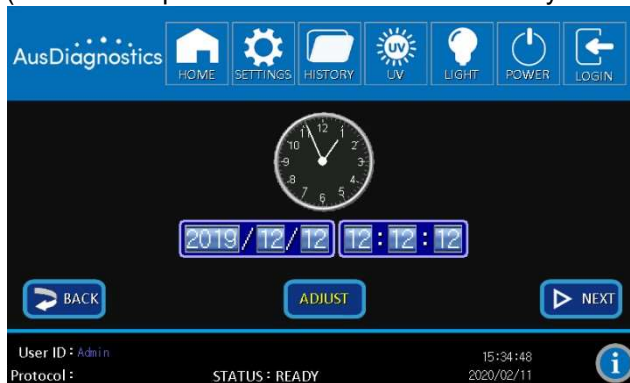 AusDiagnostics
HOME SETTINGS HISTORY UV LIGHT POWER LOGIN
12 1 2 3 4 5 6 7 8 9 10 11
2019/12/12 12:12:12
BACK ADJUST NEXT
User ID: Admin 15:34:48
Protocol: STATUS: READY 2020/02/11